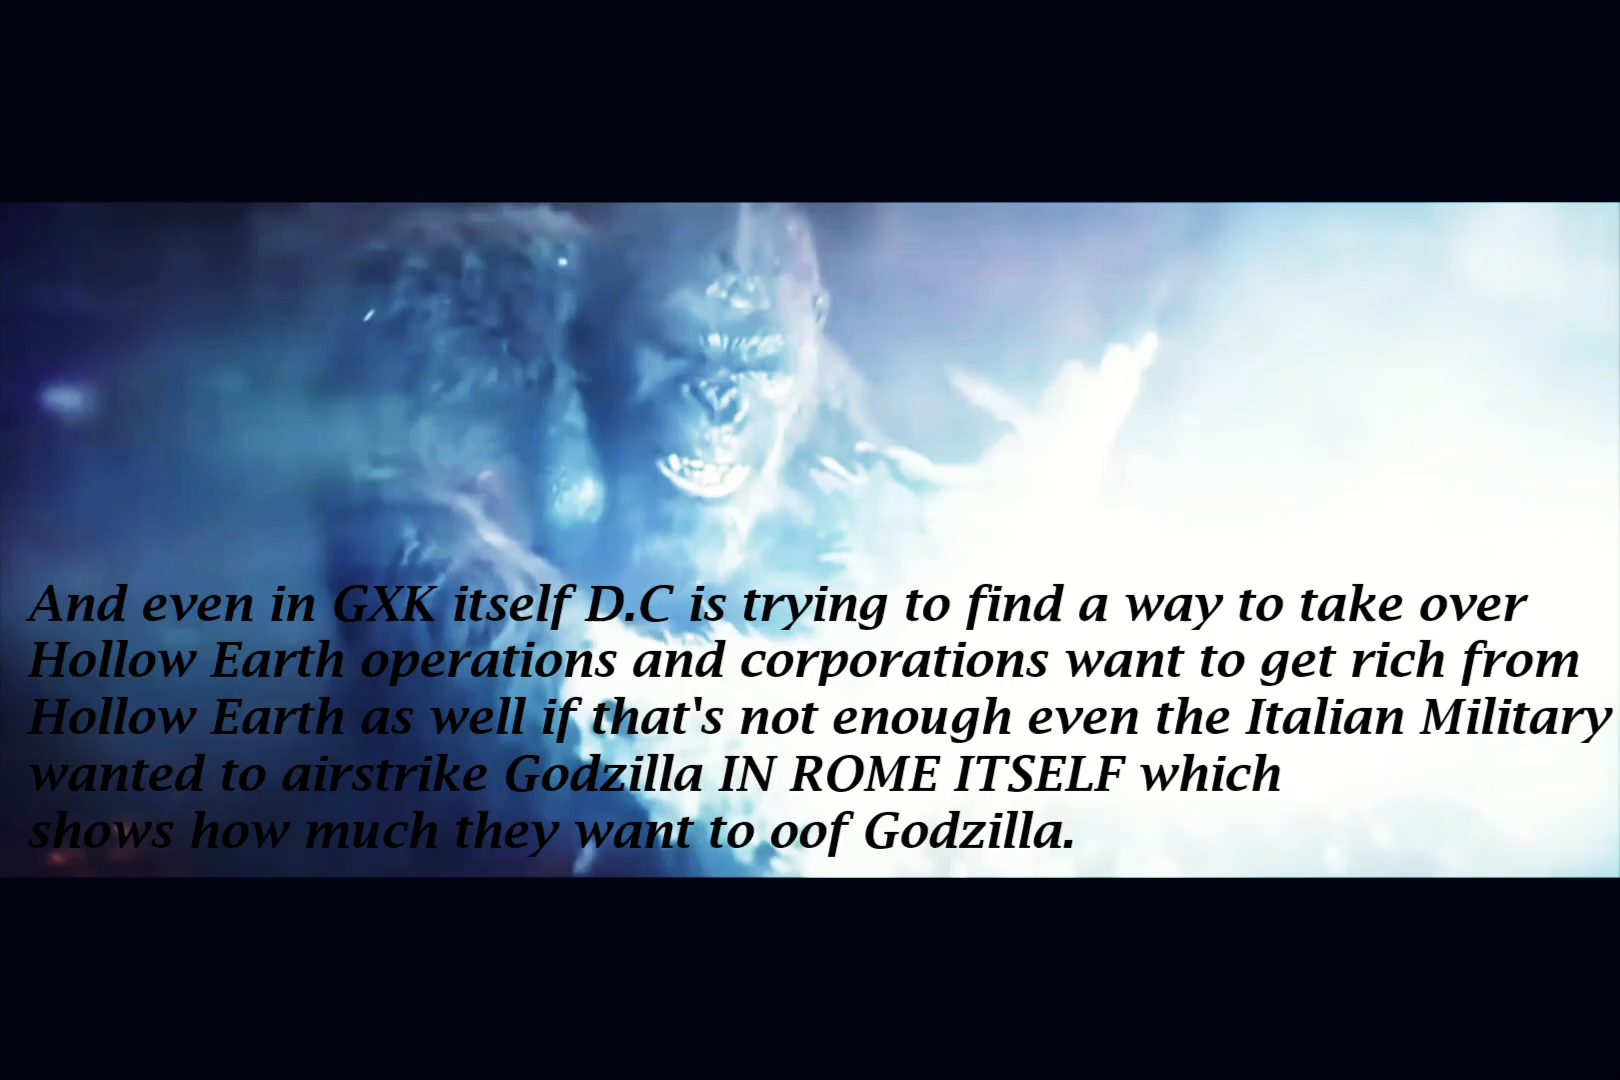 And even in GXK itself D.C is trying to find a way to take over
Hollow Earth operations and corporations want to get rich from
Hollow Earth as well if that's not enough even the Italian Military
wanted to airstrike Godzilla IN ROME ITSELF which
shows how much they want to oof Godzilla.